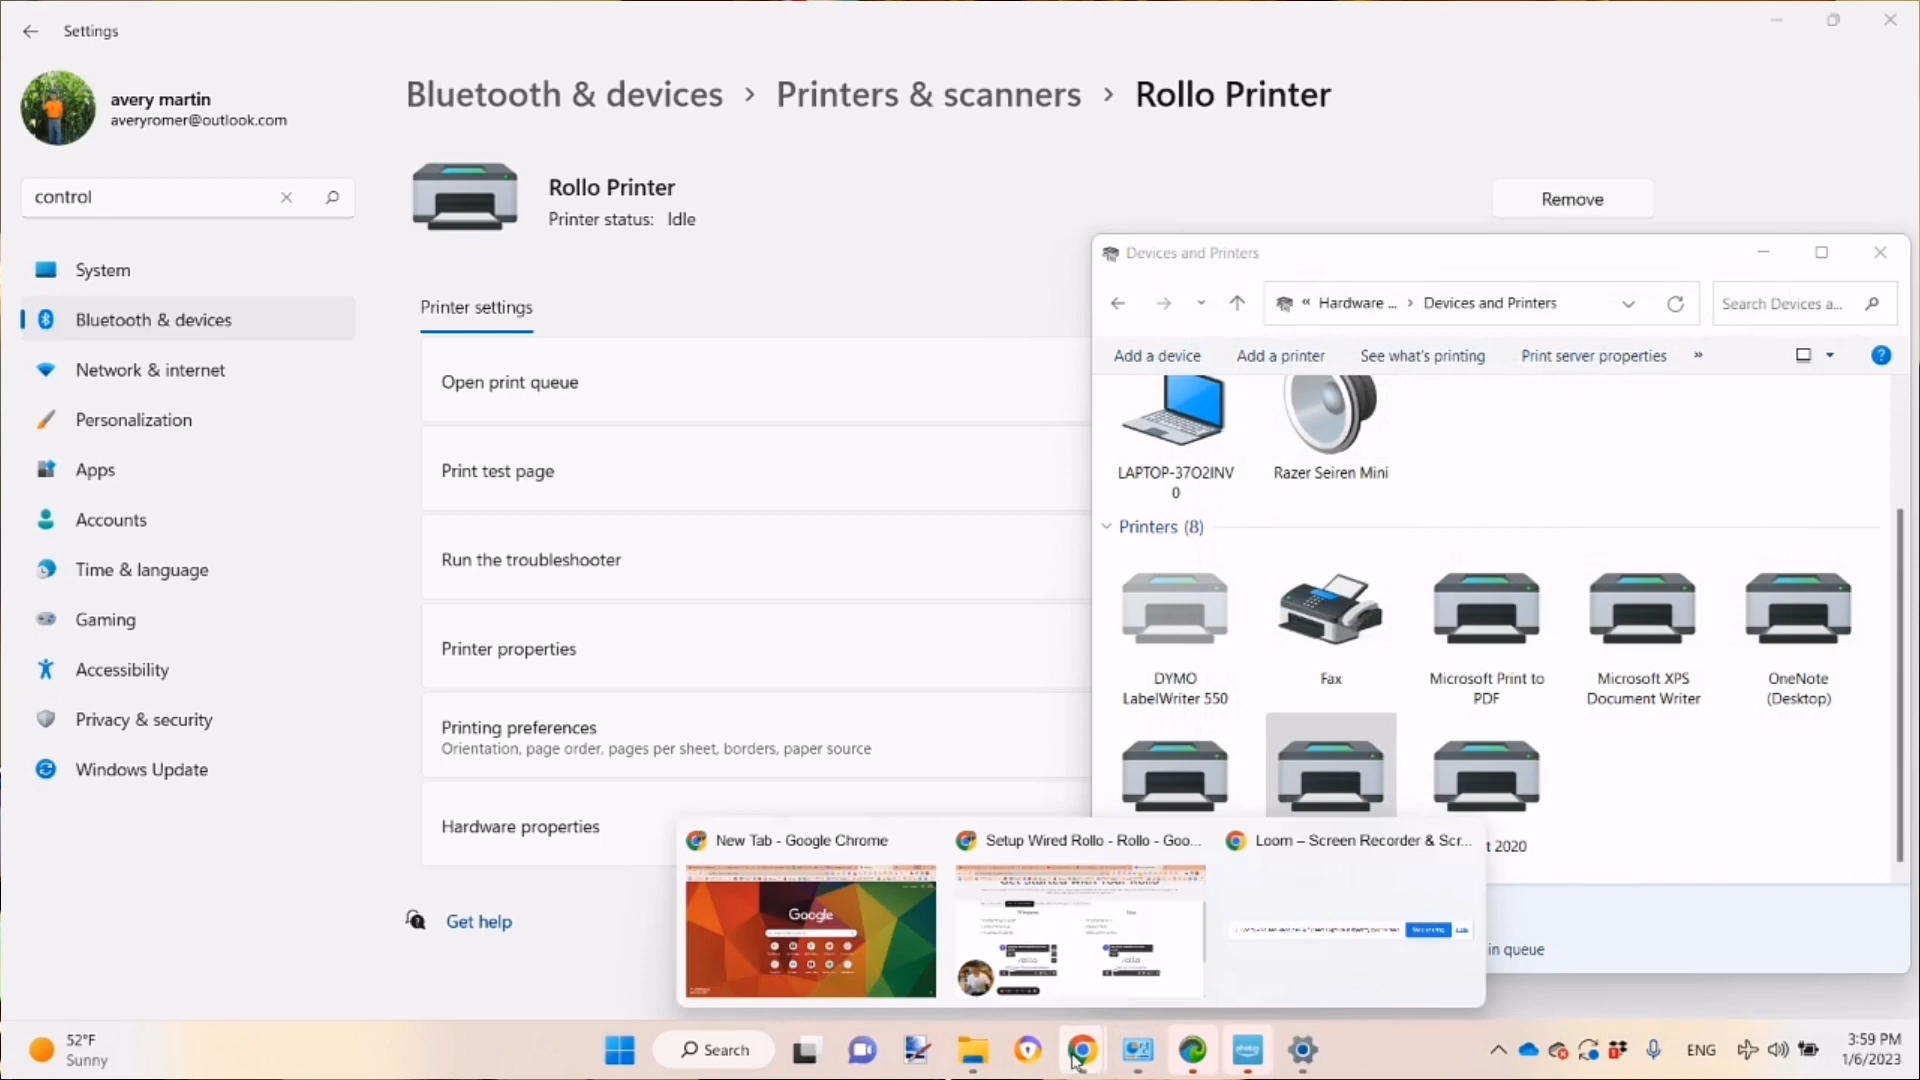 Settings
avery martin
averyromer@outlook.com
control
System
Bluetooth & devices
Network & internet
Personalization
Apps
Accounts
Time & language
Gaming
Accessibility
Privacy & security
Windows Update
Bluetooth & devices > Printers & scanners > Rollo Printer
Rollo Printer
Printer status: Idle
Remove
Printer settings
Open print queue
Print test page
Run the troubleshooter
Printer properties
Printing preferences
Orientation, page order, pages per sheet, borders, paper source
Hardware properties
Get help
Devices and Printers
« Hardware ... > Devices and Printers
Search Devices a...
Add a device
Add a printer
See what's printing
Print server properties
»
LAPTOP-37O2INV
0
Razer Seiren Mini
Printers (8)
DYMO
LabelWriter 550
Fax
Microsoft Print to
PDF
Microsoft XPS
Document Writer
OneNote
(Desktop)
t 2020
in queue
New Tab - Google Chrome
Setup Wired Rollo - Rollo - Goo...
Loom – Screen Recorder & Scr...
Google
Get Started with Your Rollo
52°F
Sunny
Search
ENG
3:59 PM
1/6/2023